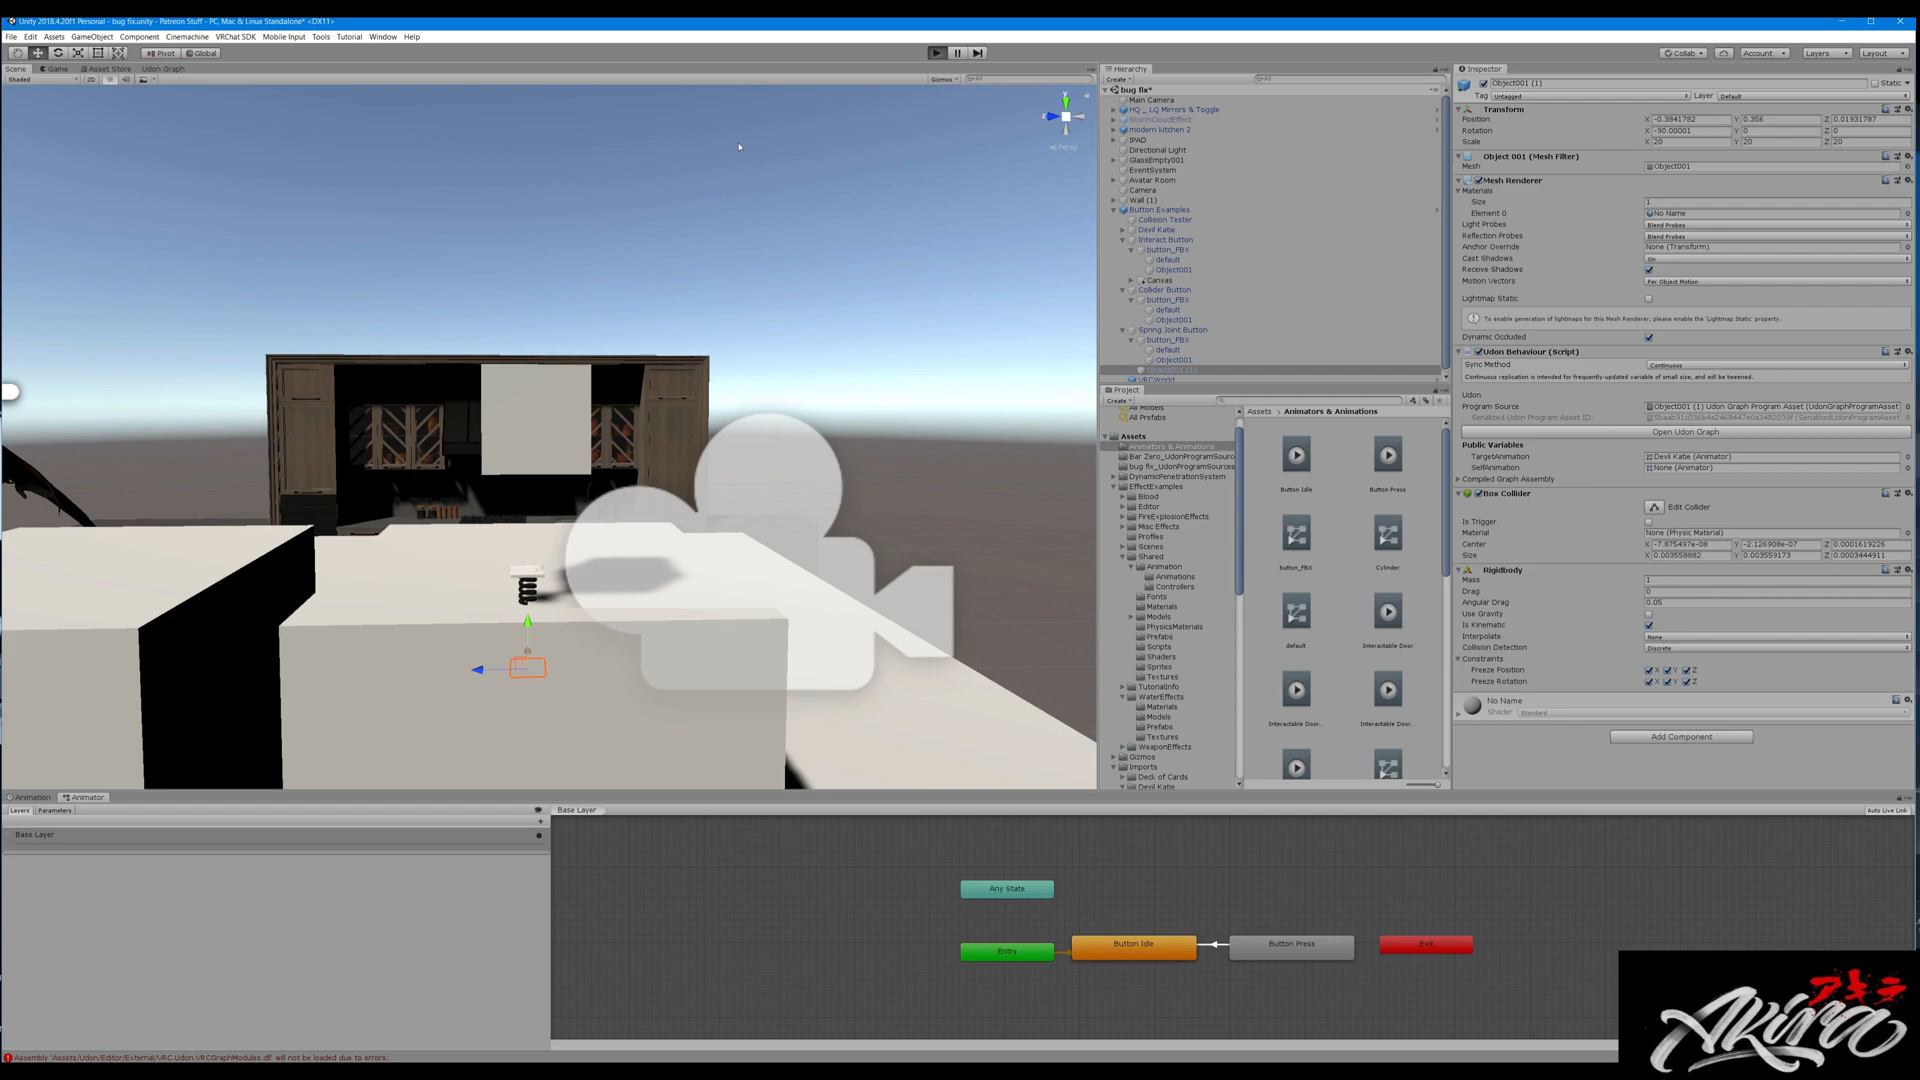 Unity 2018.4.20f1 Personal - bug fix.unity - Patreon Stuff - PC, Mac & Linux Standalone* <DX11>
File Edit Assets GameObject Component Cinemachine VRChat SDK Mobile Input Tools Tutorial Window Help
Pivot Global Collab Account Layers Layout
Scene Game Asset Store Udon Graph
Shaded 2D Gizmos All
y
z
Persp
Hierarchy
Create All
bug fix*
Main Camera
HQ _ LQ Mirrors & Toggle
StormCloudEffect
modern kitchen 2
IPAD
Directional Light
GlassEmpty001
EventSystem
Avatar Room
Camera
Wall (1)
Button Examples
Collision Tester
Devil Katie
Interact Button
button_FBX
default
Object001
Canvas
Collider Button
button_FBX
default
Object001
Spring Joint Button
button_FBX
default
Object001
Object001 (1)
VRCWorld
Project
Create
All Models
All Prefabs
Assets
Animators & Animations
Bar Zero_UdonProgramSourc
bug fix_UdonProgramSources
DynamicPenetrationSystem
EffectExamples
Blood
Editor
FireExplosionEffects
Misc Effects
Profiles
Scenes
Shared
Animation
Animations
Controllers
Fonts
Materials
Models
PhysicsMaterials
Prefabs
Scripts
Shaders
Sprites
Textures
TutorialInfo
WaterEffects
Materials
Models
Prefabs
Textures
WeaponEffects
Gizmos
Imports
Deck of Cards
Devil Katie
Assets Animators & Animations
Button Idle Button Press
button_FBX Cylinder
default Interactable Door
Interactable Door... Interactable Door...
Inspector
Object001 (1) Static
Tag Untagged Layer Default
Transform
Position X -0.3841782 Y 0.356 Z 0.01931787
Rotation X -90.00001 Y 0 Z 0
Scale X 20 Y 20 Z 20
Object 001 (Mesh Filter)
Mesh Object001
Mesh Renderer
Materials
Size 1
Element 0 No Name
Light Probes Blend Probes
Reflection Probes Blend Probes
Anchor Override None (Transform)
Cast Shadows On
Receive Shadows
Motion Vectors Per Object Motion
Lightmap Static
To enable generation of lightmaps for this Mesh Renderer, please enable the 'Lightmap Static' property.
Dynamic Occluded
Udon Behaviour (Script)
Sync Method Continuous
Continuous replication is intended for frequently-updated variable of small size, and will be tweened.
Udon
Program Source Object001 (1) Udon Graph Program Asset (UdonGraphProgramAsset
Open Udon Graph
Public Variables
TargetAnimation Devil Katie (Animator)
SelfAnimation None (Animator)
Compiled Graph Assembly
Box Collider
Edit Collider
Is Trigger
Material None (Physic Material)
Center X -7.875497e-08 Y -2.126908e-07 Z 0.0001619226
Size X 0.003558882 Y 0.003559173 Z 0.0003444911
Rigidbody
Mass 1
Drag 0
Angular Drag 0.05
Use Gravity
Is Kinematic
Interpolate None
Collision Detection Discrete
Constraints
Freeze Position X Y Z
Freeze Rotation X Y Z
No Name
Shader Standard
Add Component
Animation Animator
Layers Parameters
Base Layer
Base Layer
Auto Live Link
Any State
Entry
Button Idle
Button Press
Exit
Assembly 'Assets/Udon/Editor/External/VRC.Udon.VRCGraphModules.dll' will not be loaded due to errors:
アキラ
Akira